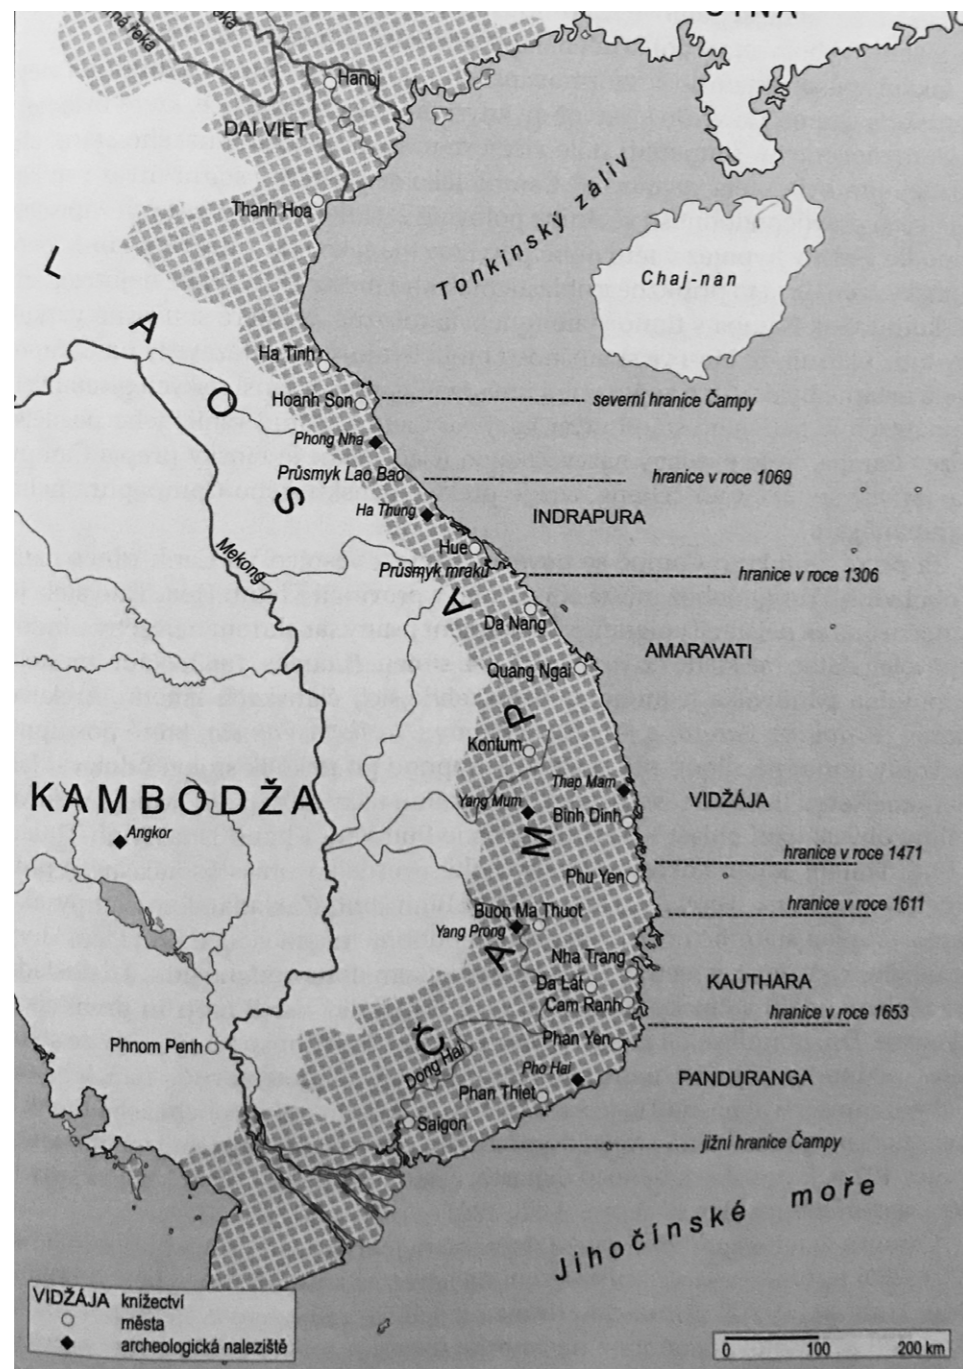 ČÍNA
řeka
řeka
Hanoj
DAI VIET
Thanh Hoa
Tonkinský záliv
Chaj-nan
LAOS
Ha Tinh
Hoanh Son
severní hranice Čampy
Phong Nha
Průsmyk Lao Bao
hranice v roce 1069
Ha Thung
INDRAPURA
Hue
Mekong
Průsmyk mraků
hranice v roce 1306
Da Nang
AMARAVATI
Quang Ngai
ČAMPA
Kontum
KAMBODŽA
Thap Mam
Yang Mum
VIDŽÁJA
Angkor
Binh Dinh
hranice v roce 1471
Phu Yen
hranice v roce 1611
Buon Ma Thuot
Yang Prong
Nha Trang
Da Lat
KAUTHARA
Cam Ranh
hranice v roce 1653
Phnom Penh
Phan Yen
Dong Hai
Pho Hai
PANDURANGA
Phan Thiet
Saigon
jižní hranice Čampy
Jihočínské moře
VIDŽÁJA knížectví
města
archeologická naleziště
0 100 200 km